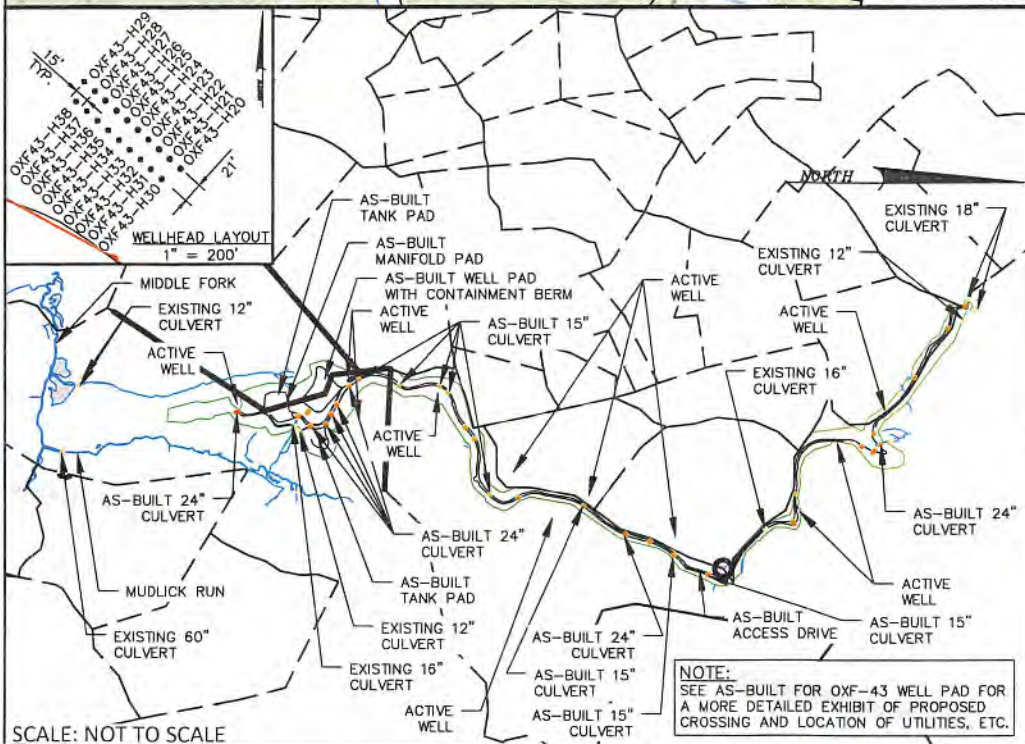 15'
TYP.
OXF43-H29
OXF43-H28
OXF43-H27
OXF43-H26
OXF43-H25
OXF43-H24
OXF43-H23
OXF43-H22
OXF43-H21
OXF43-H20
OXF43-H38
OXF43-H37
OXF43-H36
OXF43-H35
OXF43-H34
OXF43-H33
OXF43-H32
OXF43-H31
OXF43-H30
21'
WELLHEAD LAYOUT
1" = 200'
NORTH
AS-BUILT
TANK PAD
AS-BUILT
MANIFOLD PAD
AS-BUILT WELL PAD
WITH CONTAINMENT BERM
MIDDLE FORK
EXISTING 12"
CULVERT
ACTIVE
WELL
ACTIVE
WELL
AS-BUILT 15"
CULVERT
ACTIVE
WELL
EXISTING 12"
CULVERT
EXISTING 18"
CULVERT
ACTIVE
WELL
EXISTING 16"
CULVERT
ACTIVE
WELL
AS-BUILT 24"
CULVERT
AS-BUILT 24"
CULVERT
AS-BUILT 24"
CULVERT
MUDLICK RUN
AS-BUILT
TANK PAD
EXISTING 60"
CULVERT
EXISTING 12"
CULVERT
EXISTING 16"
CULVERT
ACTIVE
WELL
AS-BUILT 24"
CULVERT
AS-BUILT 15"
CULVERT
AS-BUILT 15"
CULVERT
AS-BUILT
ACCESS DRIVE
ACTIVE
WELL
AS-BUILT 15"
CULVERT
NOTE:
SEE AS-BUILT FOR OXF-43 WELL PAD FOR
A MORE DETAILED EXHIBIT OF PROPOSED
CROSSING AND LOCATION OF UTILITIES, ETC.
SCALE: NOT TO SCALE